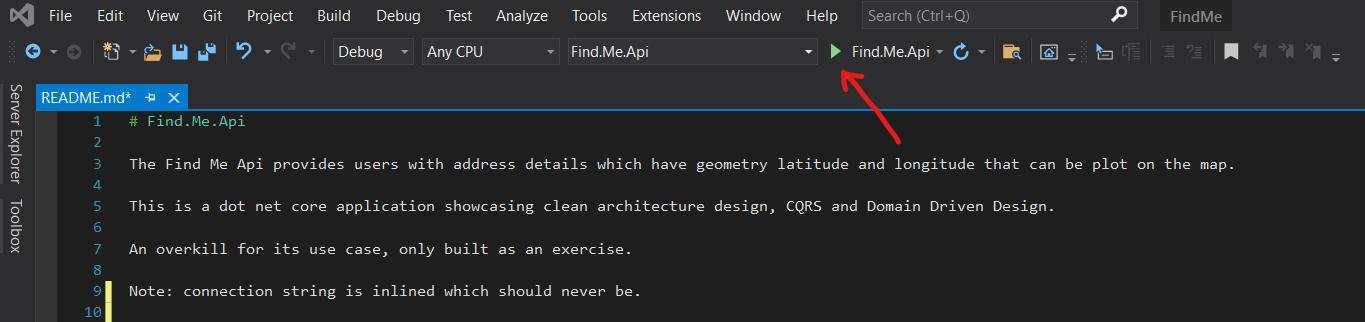 File Edit View Git Project Build Debug Test Analyze Tools Extensions Window Help Search (Ctrl+Q) FindMe
Debug Any CPU Find.Me.Api Find.Me.Api
Server Explorer
Toolbox
README.md*
1 # Find.Me.Api
2
3 The Find Me Api provides users with address details which have geometry latitude and longitude that can be plot on the map.
4
5 This is a dot net core application showcasing clean architecture design, CQRS and Domain Driven Design.
6
7 An overkill for its use case, only built as an exercise.
8
9 Note: connection string is inlined which should never be.
10